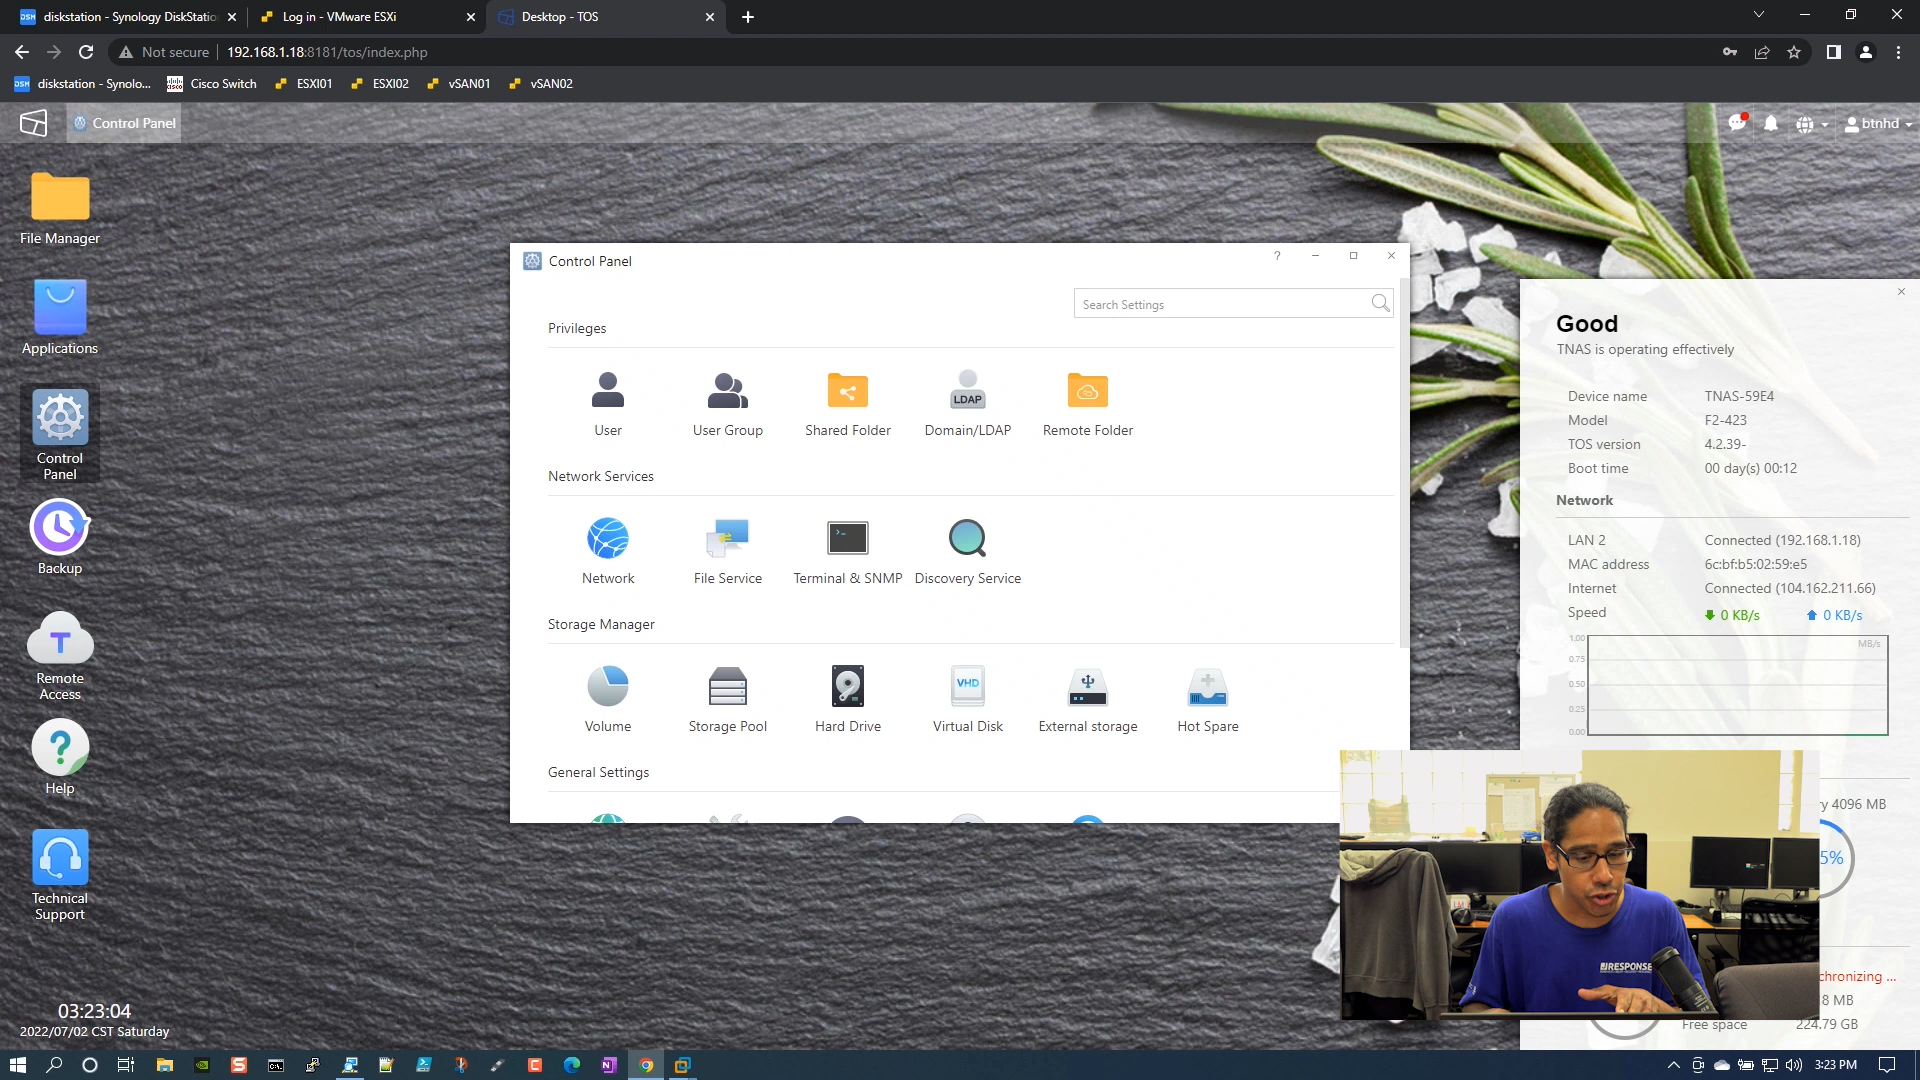 DSM diskstation - Synology DiskStatio
Log in - VMware ESXi
Desktop - TOS
Not secure
192.168.1.18:8181/tos/index.php
DSM diskstation - Synolo...
CISCO Cisco Switch
ESXI01
ESXI02
vSAN01
vSAN02
Control Panel
btnhd
File Manager
Applications
Control
Panel
Backup
T
Remote
Access
?
Help
Technical
Support
03:23:04
2022/07/02 CST Saturday
Control Panel
?
Search Settings
Privileges
User
User Group
Shared Folder
LDAP
Domain/LDAP
Remote Folder
Network Services
Network
File Service
Terminal & SNMP
Discovery Service
Storage Manager
Volume
Storage Pool
Hard Drive
VHD
Virtual Disk
External storage
Hot Spare
General Settings
Good
TNAS is operating effectively
Device name TNAS-59E4
Model F2-423
TOS version 4.2.39-
Boot time 00 day(s) 00:12
Network
LAN 2 Connected (192.168.1.18)
MAC address 6c:bf:b5:02:59:e5
Internet Connected (104.162.211.66)
Speed 0 KB/s 0 KB/s
MB/s
1.00
0.75
0.50
0.25
0.00
ry 4096 MB
5%
chronizing ...
8 MB
Free space 224.79 GB
RESPONSE
3:23 PM